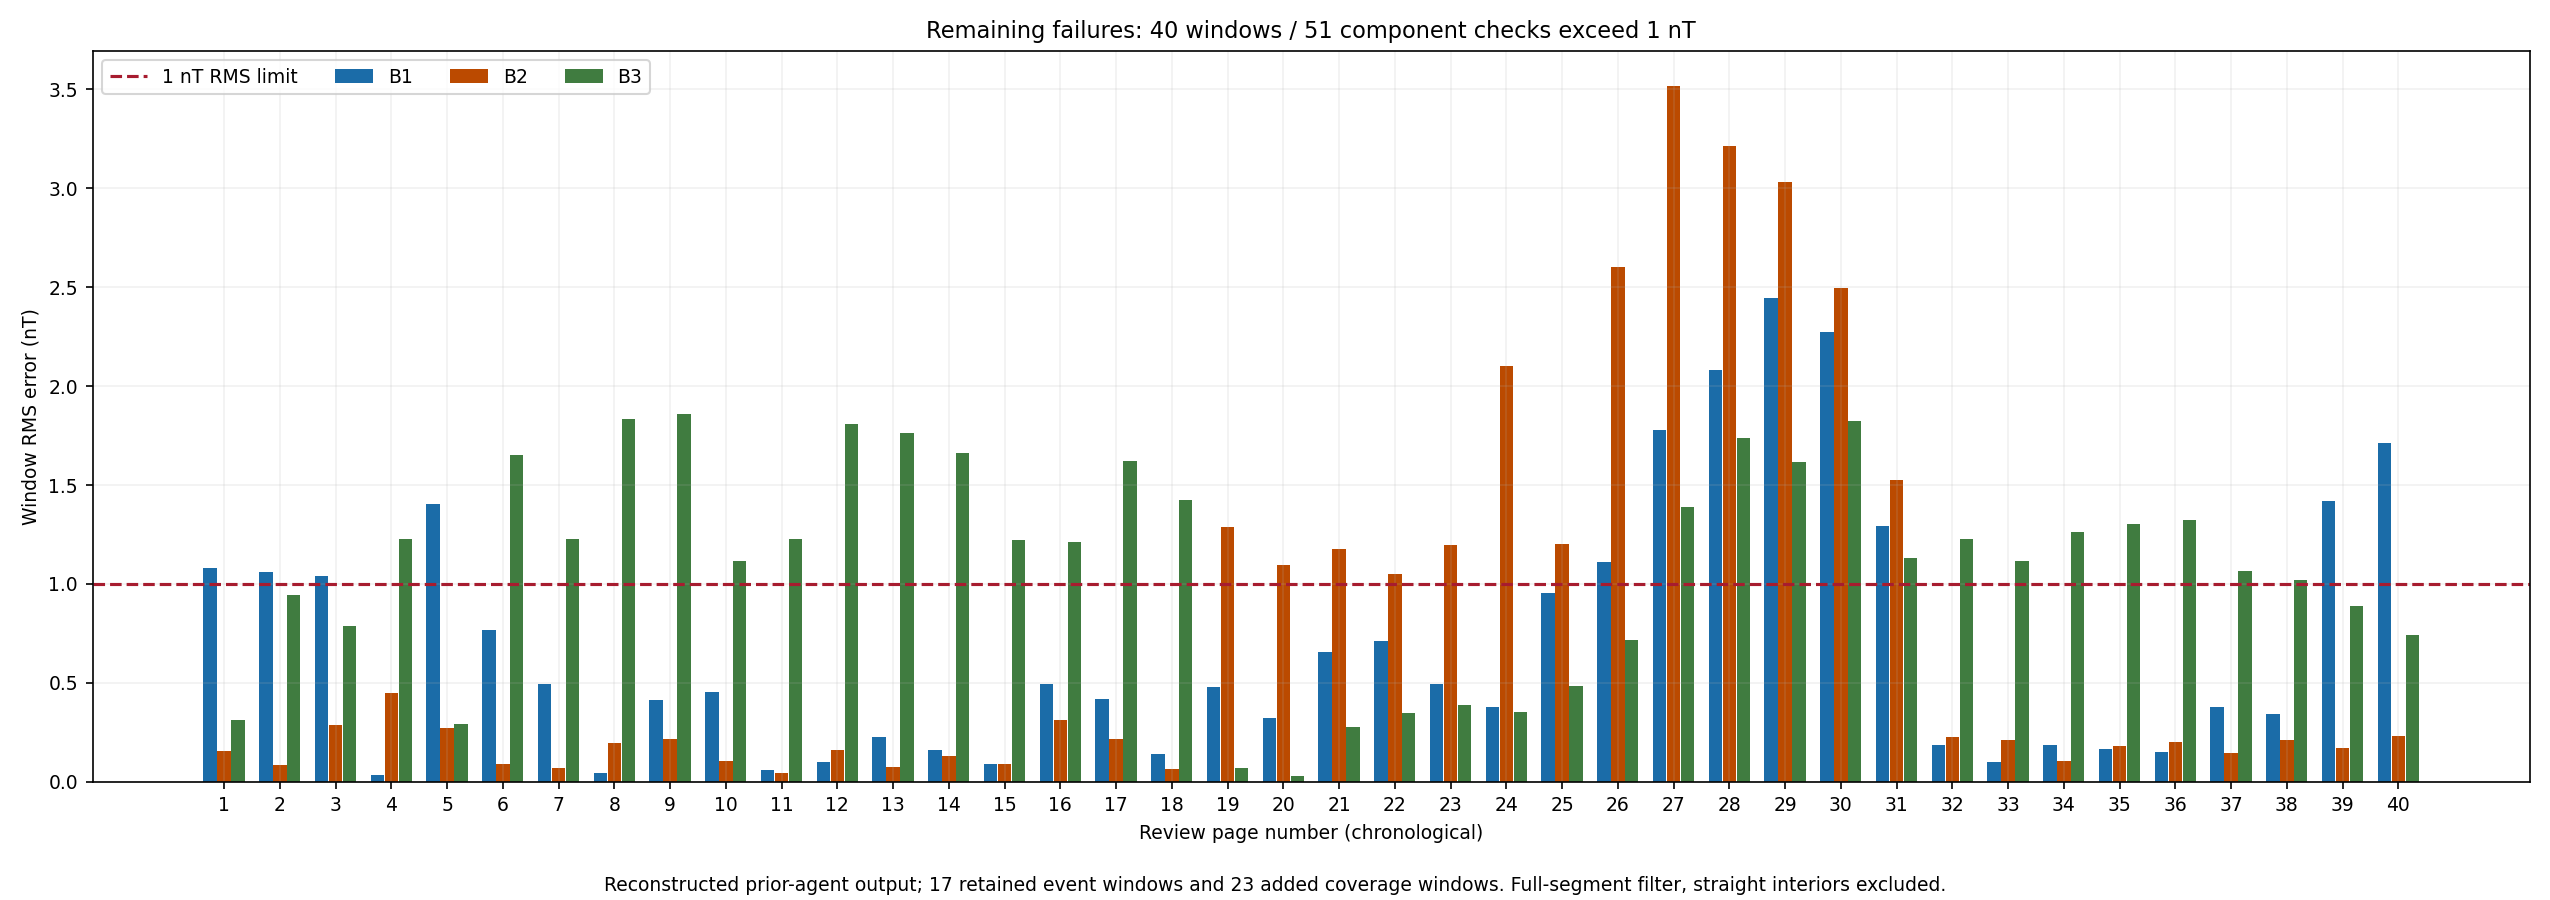 Remaining failures: 40 windows / 51 component checks exceed 1 nT
1 nT RMS limit B1 B2 B3
Window RMS error (nT)
3.5
3.0
2.5
2.0
1.5
1.0
0.5
0.0
1 2 3 4 5 6 7 8 9 10 11 12 13 14 15 16 17 18 19 20 21 22 23 24 25 26 27 28 29 30 31 32 33 34 35 36 37 38 39 40
Review page number (chronological)
Reconstructed prior-agent output; 17 retained event windows and 23 added coverage windows. Full-segment filter, straight interiors excluded.